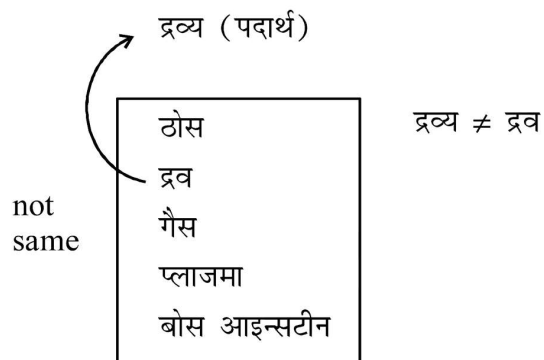 द्रव्य (पदार्थ)
ठोस
द्रव्य ≠ द्रव
द्रव
not
same
गैस
प्लाजमा
बोस आइन्सटीन